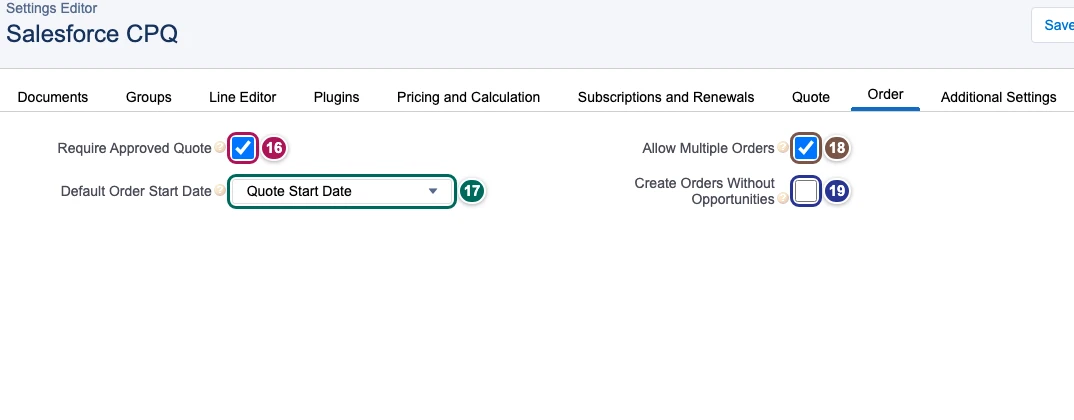 Settings Editor
Salesforce CPQ
Save
Documents Groups Line Editor Plugins Pricing and Calculation Subscriptions and Renewals Quote Order Additional Settings
Require Approved Quote 16 Allow Multiple Orders 18
Default Order Start Date Quote Start Date 17 Create Orders Without
Opportunities 19